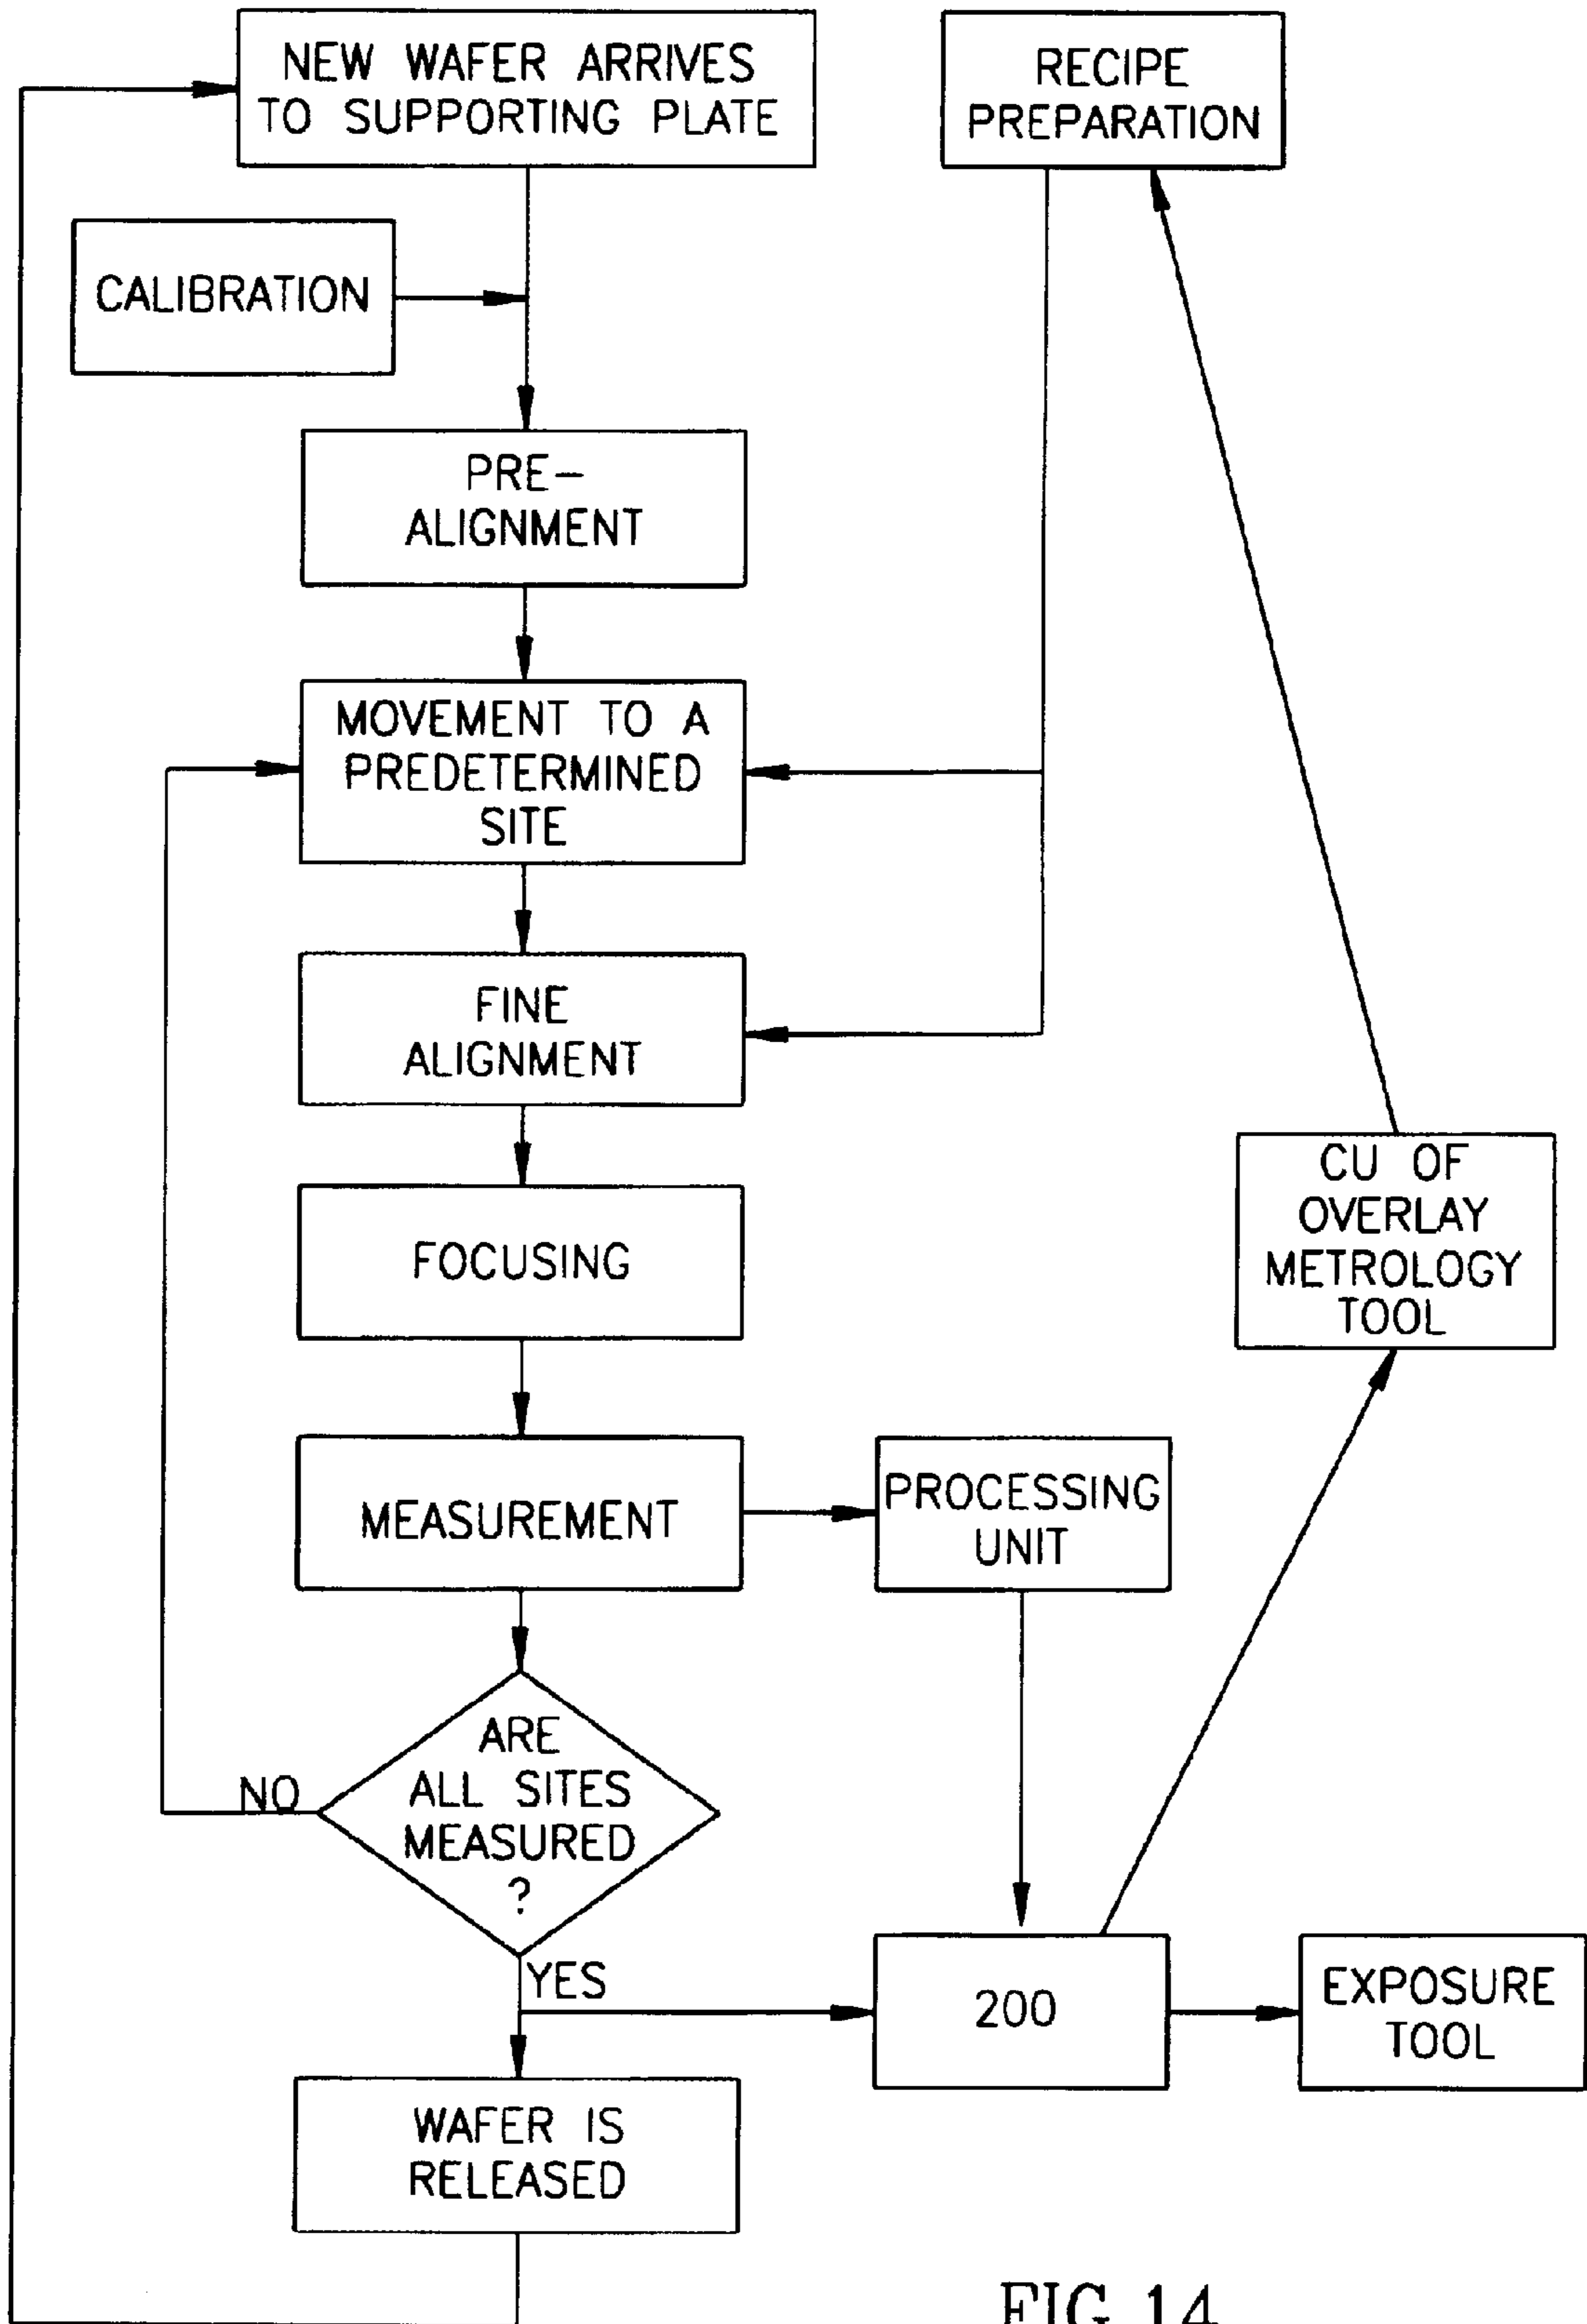 NEW WAFER ARRIVES
TO SUPPORTING PLATE
RECIPE
PREPARATION
CALIBRATION
PRE-
ALIGNMENT
MOVEMENT TO A
PREDETERMINED
SITE
FINE
ALIGNMENT
CU OF
OVERLAY
METROLOGY
TOOL
FOCUSING
MEASUREMENT
PROCESSING
UNIT
ARE
ALL SITES
MEASURED
?
NO
YES
200
EXPOSURE
TOOL
WAFER IS
RELEASED
FIG.14